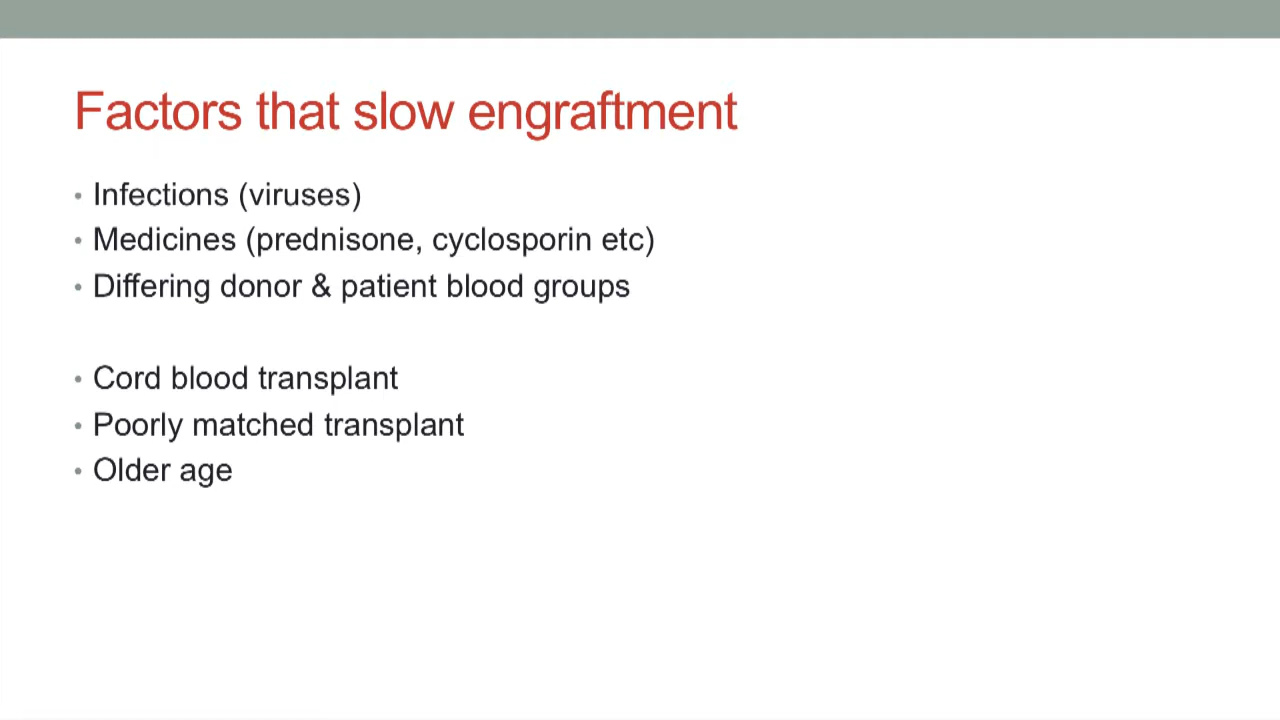 Factors that slow engraftment
• Infections (viruses)
• Medicines (prednisone, cyclosporin etc)
• Differing donor & patient blood groups
• Cord blood transplant
• Poorly matched transplant
• Older age